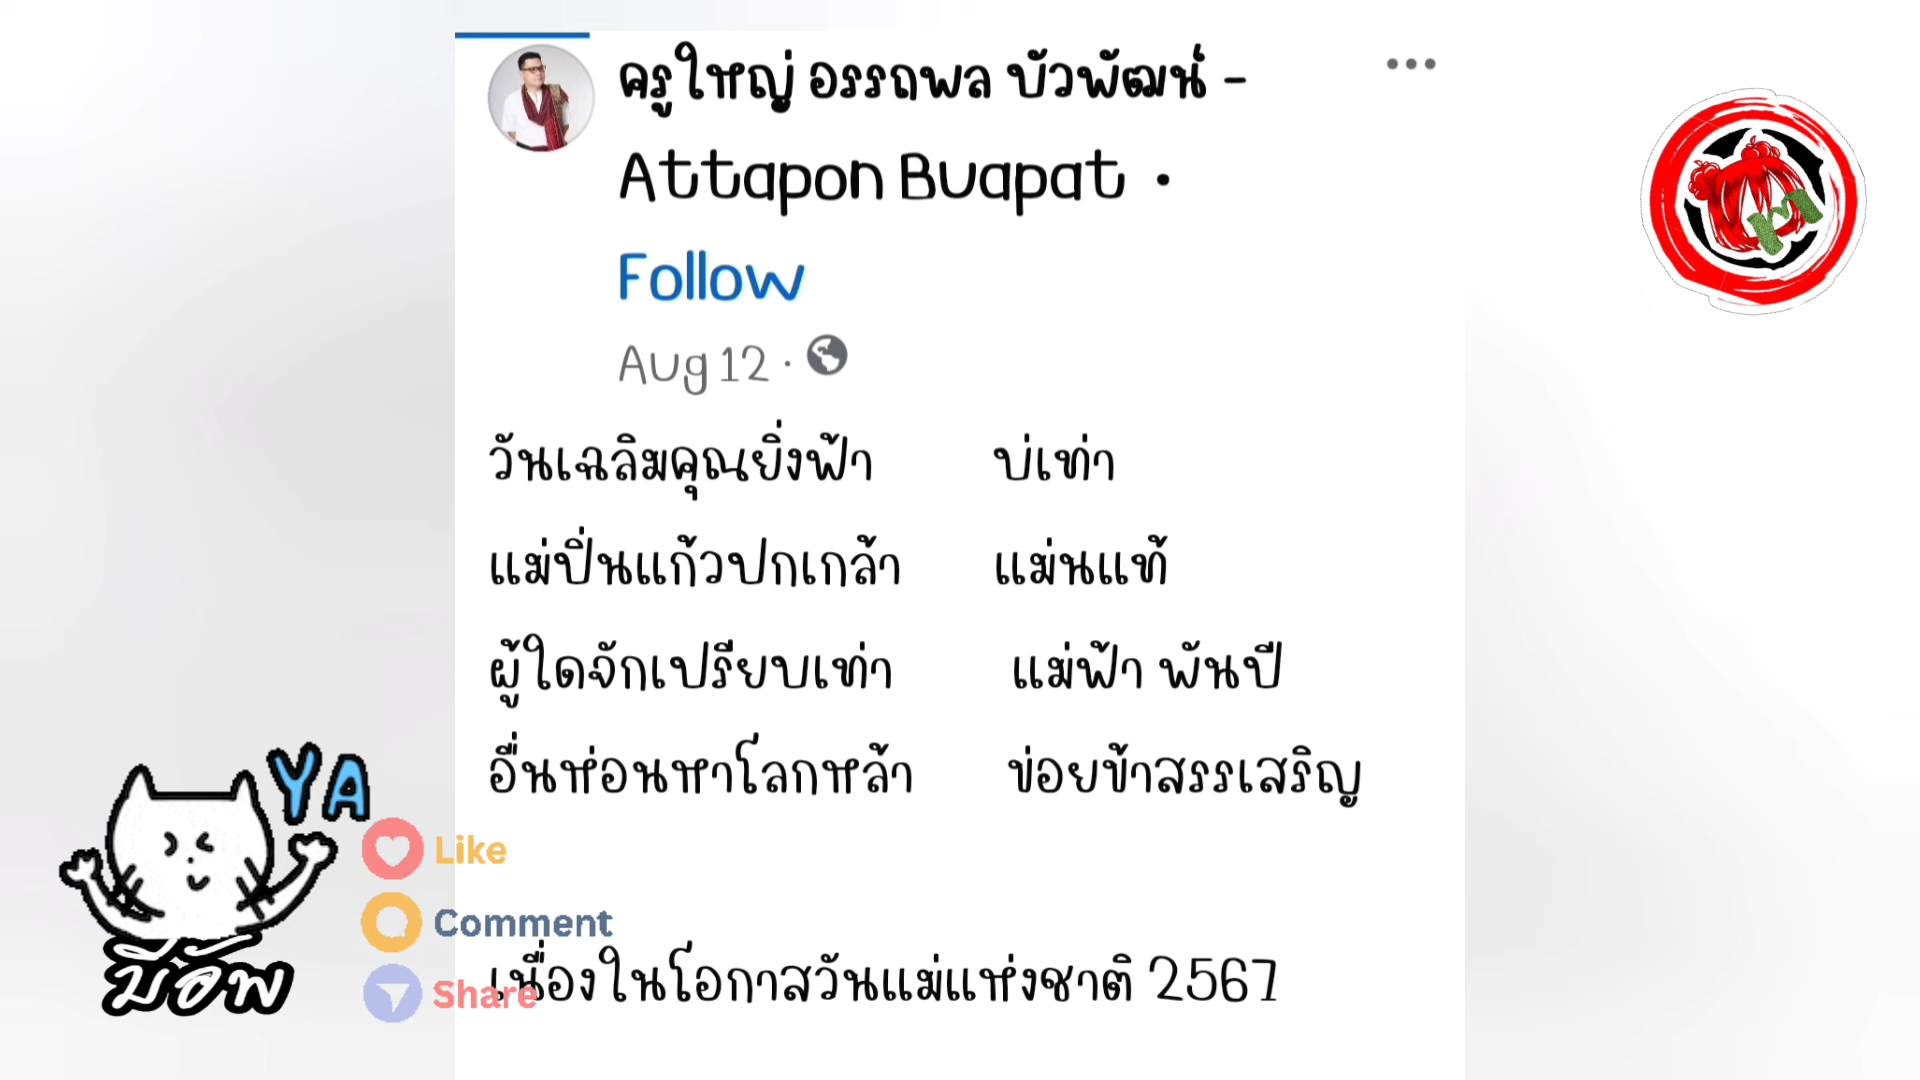 ครูใหญ่ อรรถพล บัวพัฒน์ -
Attapon Buapat •
Follow
Aug 12 ·
วันเฉลิมคุณยิ่งฟ้า บ่เท่า
แม่ปิ่นแก้วปกเกล้า แม่นแท้
ผู้ใดจักเปรียบเท่า แม่ฟ้า พันปี
อื่นห่อนหาโลกหล้า ข่อยข้าสรรเสริญ
YA
Like
Comment
Share
เนื่องในโอกาสวันแม่แห่งชาติ 2567